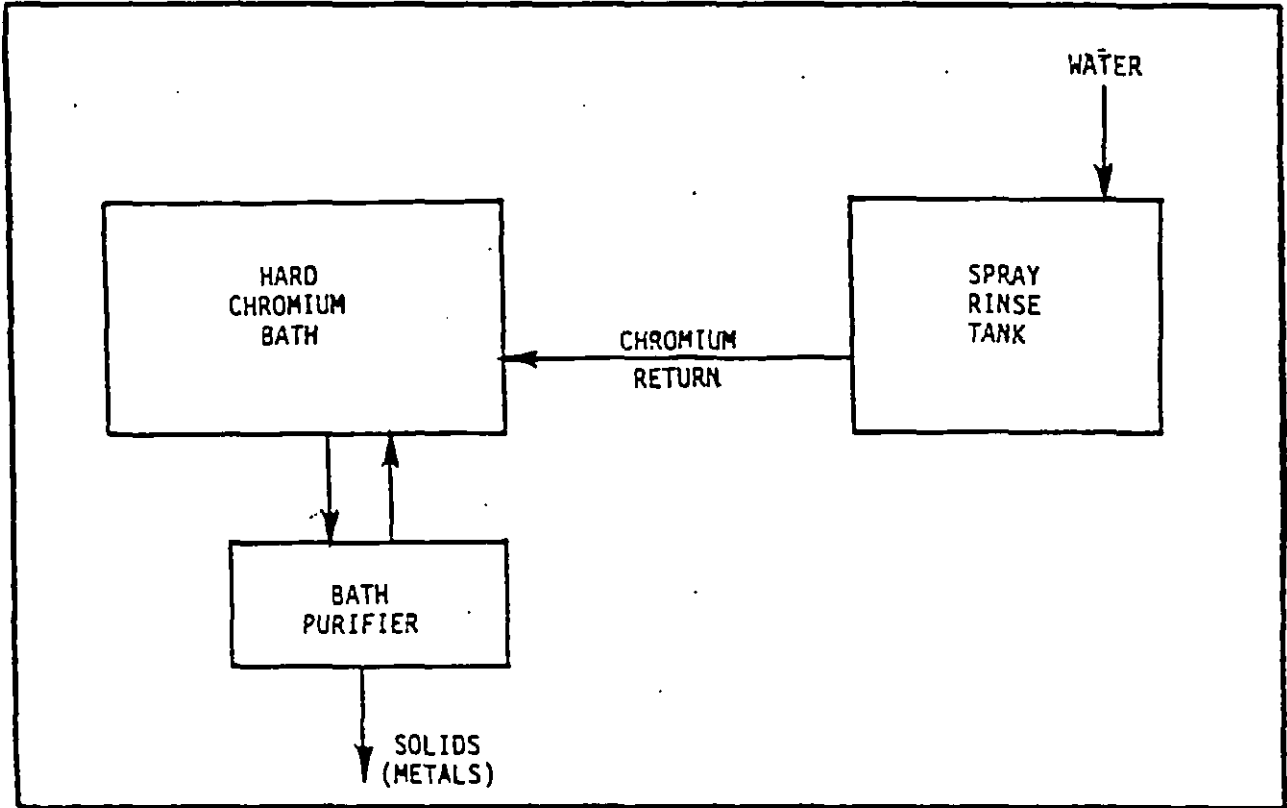 WATER
HARD
CHROMIUM
BATH
SPRAY
RINSE
TANK
CHROMIUM
RETURN
BATH
PURIFIER
SOLIDS
(METALS)